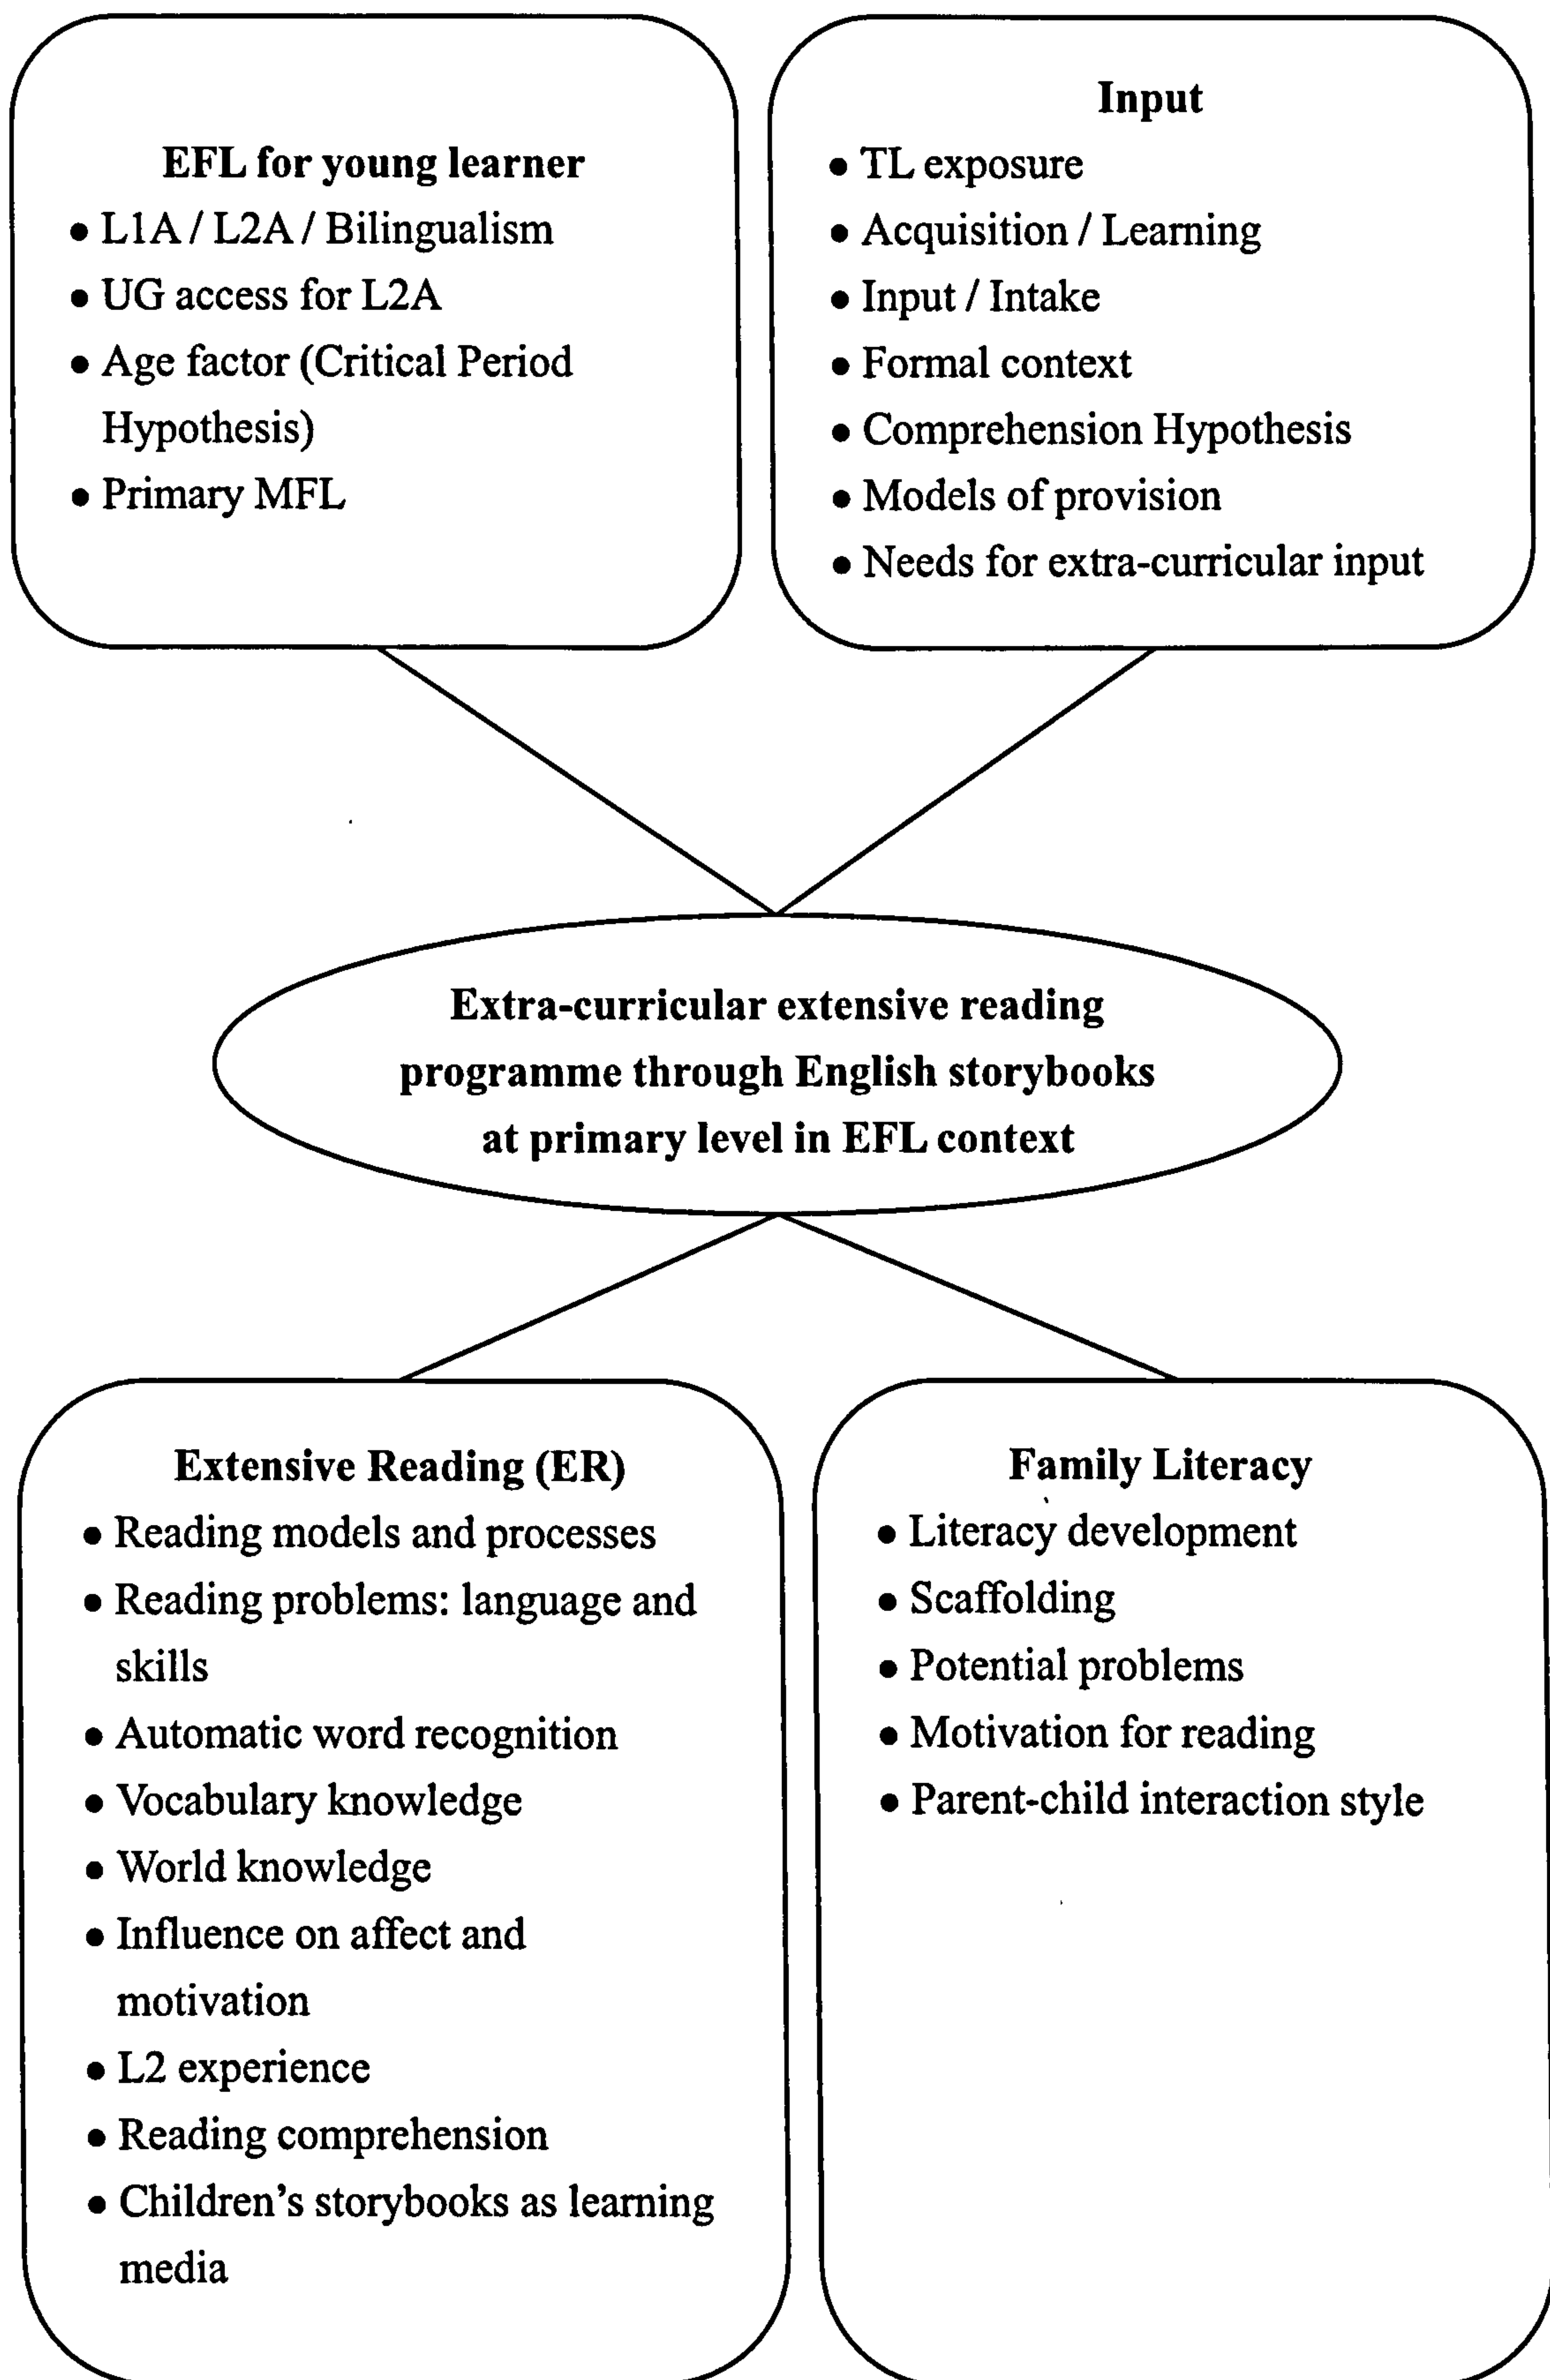 EFL for young learner
• L1A / L2A / Bilingualism
• UG access for L2A
• Age factor (Critical Period
Hypothesis)
• Primary MFL
Input
• TL exposure
• Acquisition / Learning
• Input / Intake
• Formal context
• Comprehension Hypothesis
• Models of provision
• Needs for extra-curricular input
Extra-curricular extensive reading
programme through English storybooks
at primary level in EFL context
Extensive Reading (ER)
• Reading models and processes
• Reading problems: language and
skills
• Automatic word recognition
• Vocabulary knowledge
• World knowledge
• Influence on affect and
motivation
• L2 experience
• Reading comprehension
• Children's storybooks as learning
media
Family Literacy
• Literacy development
• Scaffolding
• Potential problems
• Motivation for reading
• Parent-child interaction style